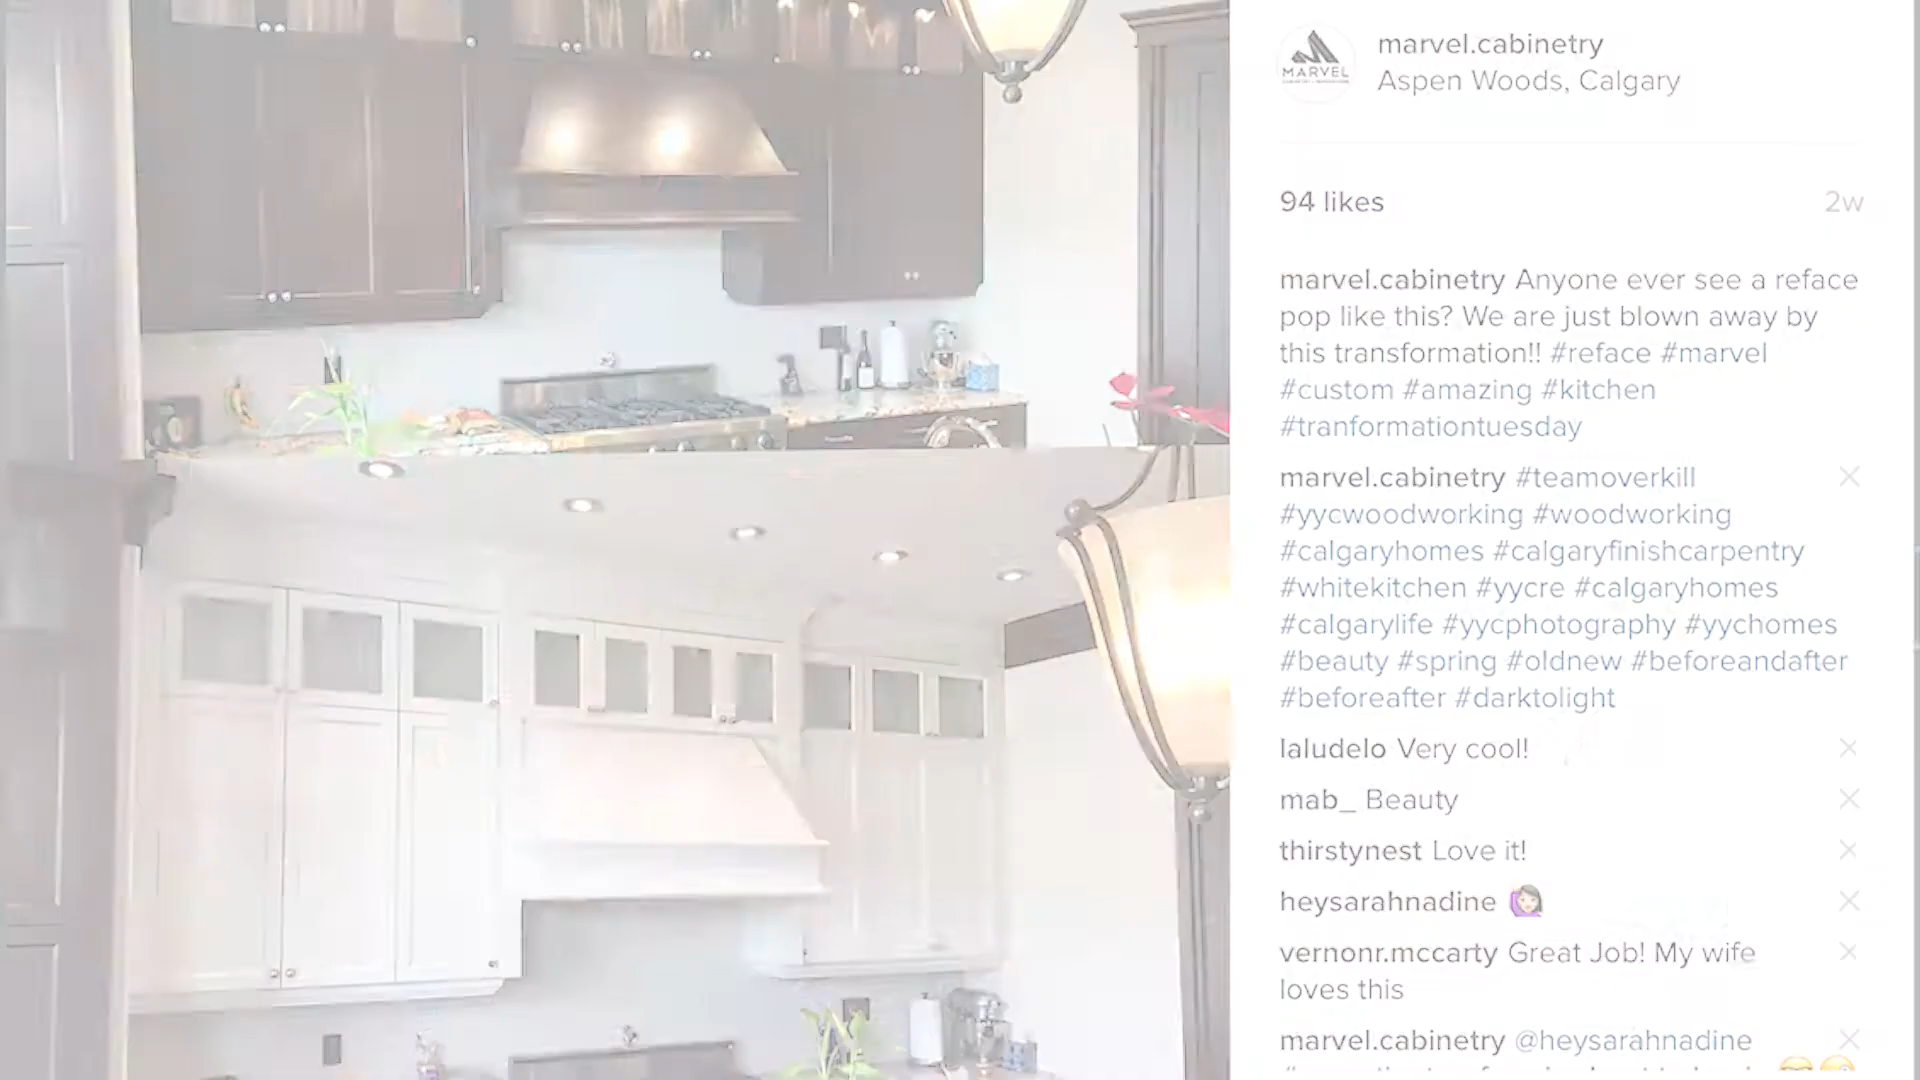 MARVEL
marvel.cabinetry
Aspen Woods, Calgary
94 likes
2w
marvel.cabinetry Anyone ever see a reface
pop like this? We are just blown away by
this transformation!! #reface #marvel
#custom #amazing #kitchen
#tranformationtuesday
marvel.cabinetry #teamoverkill
#yycwoodworking #woodworking
#calgaryhomes #calgaryfinishcarpentry
#whitekitchen #yycre #calgaryhomes
#calgarylife #yycphotography #yychomes
#beauty #spring #oldnew #beforeandafter
#beforeafter #darktolight
laludelo Very cool!
mab_ Beauty
thirstynest Love it!
heysarahnadine 🙋🏻
vernonr.mccarty Great Job! My wife
loves this
marvel.cabinetry @heysarahnadine